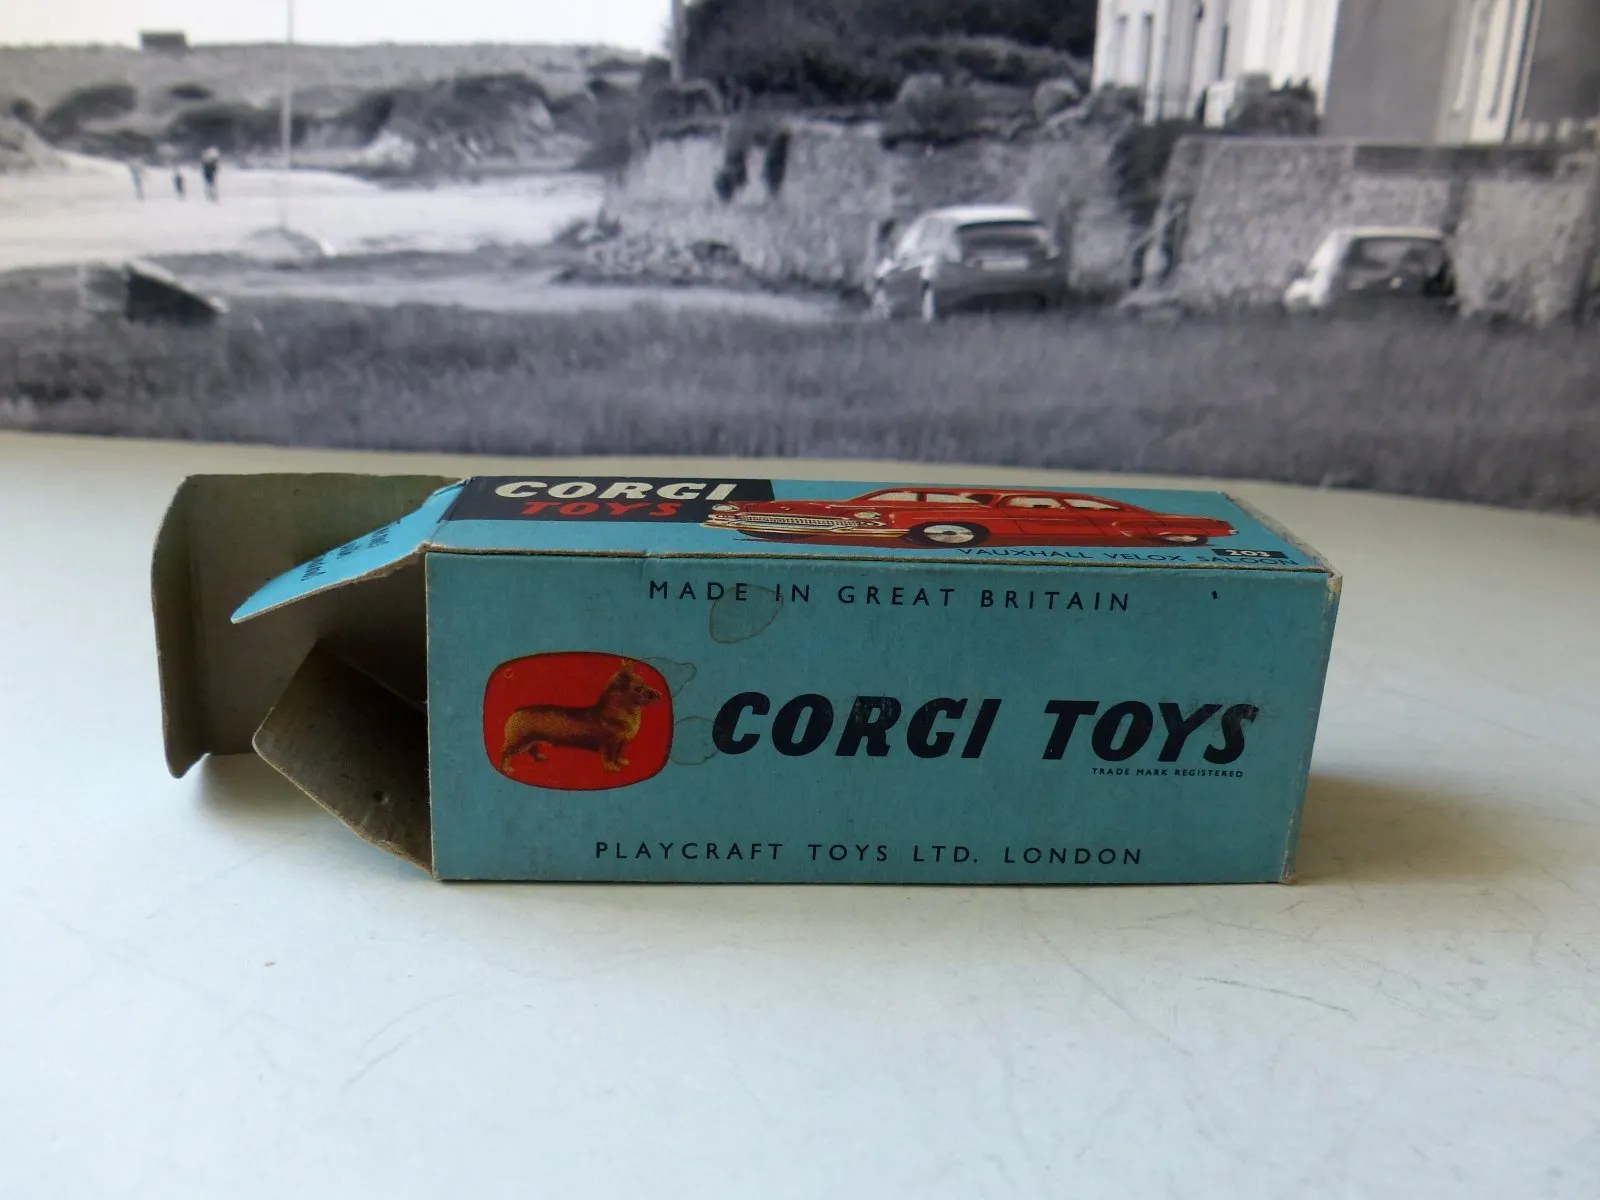 CORGI
TOYS
203
VAUXHALL VELOX SALOON
MADE IN GREAT BRITAIN
CORGI TOYS
TRADE MARK REGISTERED
PLAYCRAFT TOYS LTD. LONDON